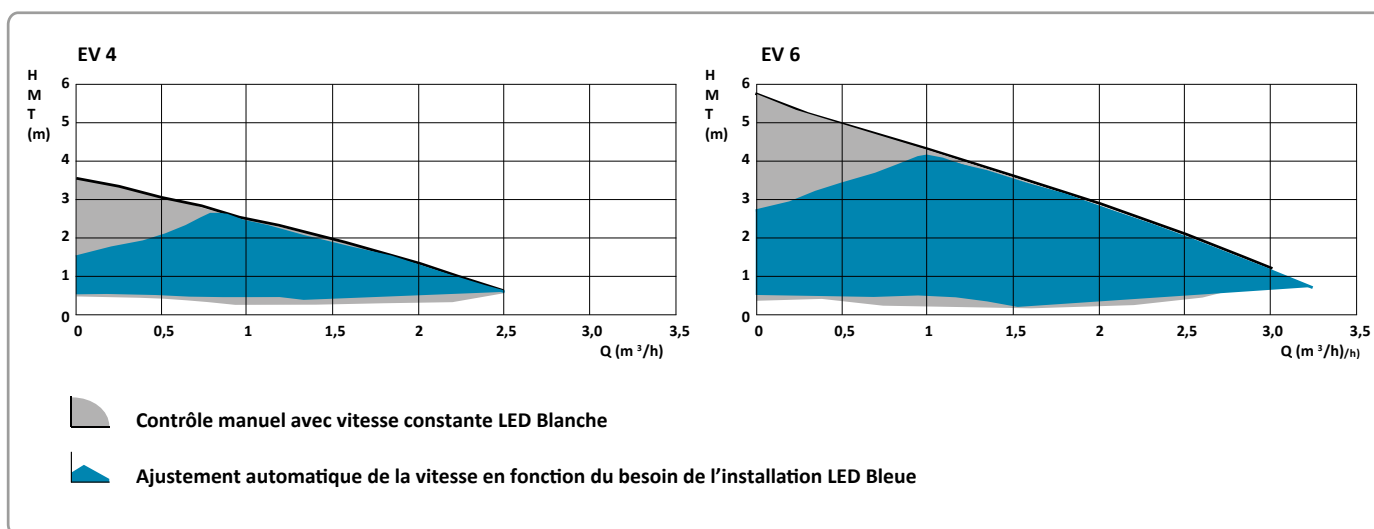 EV 4
H
M
T
(m)
6
5
4
3
2
1
0
0 0,5 1 1,5 2 2,5 3,0 3,5
Q (m ³/h)
EV 6
H
M
T
(m)
6
5
4
3
2
1
0
0 0,5 1 1,5 2 2,5 3,0 3,5
Q (m ³/h)/h)
Contrôle manuel avec vitesse constante LED Blanche
Ajustement automatique de la vitesse en fonction du besoin de l’installation LED Bleue